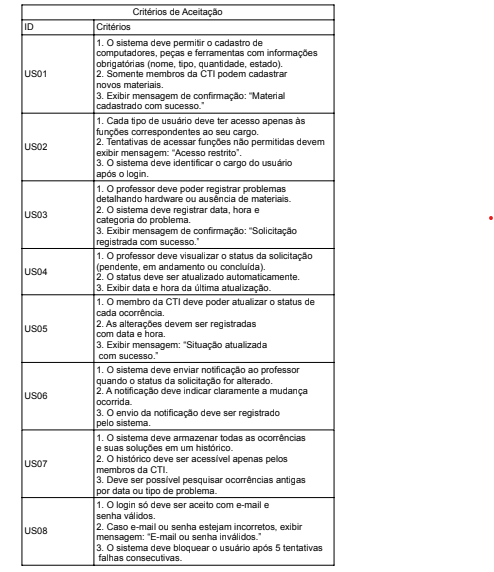 Critérios de Aceitação
ID
Critérios
US01
1. O sistema deve permitir o cadastro de
computadores, peças e ferramentas com informações
obrigatórias (nome, tipo, quantidade, estado).
2. Somente membros da CTI podem cadastrar
novos materiais.
3. Exibir mensagem de confirmação: “Material
cadastrado com sucesso.”
US02
1. Cada tipo de usuário deve ter acesso apenas às
funções correspondentes ao seu cargo.
2. Tentativas de acessar funções não permitidas devem
exibir mensagem: “Acesso restrito”.
3. O sistema deve identificar o cargo do usuário
após o login.
US03
1. O professor deve poder registrar problemas
detalhando hardware ou ausência de materiais.
2. O sistema deve registrar data, hora e
categoria do problema.
3. Exibir mensagem de confirmação: “Solicitação
registrada com sucesso.”
US04
1. O professor deve visualizar o status da solicitação
(pendente, em andamento ou concluída).
2. O status deve ser atualizado automaticamente.
3. Exibir data e hora da última atualização.
US05
1. O membro da CTI deve poder atualizar o status de
cada ocorrência.
2. As alterações devem ser registradas
com data e hora.
3. Exibir mensagem: “Situação atualizada
com sucesso.”
US06
1. O sistema deve enviar notificação ao professor
quando o status da solicitação for alterado.
2. A notificação deve indicar claramente a mudança
ocorrida.
3. O envio da notificação deve ser registrado
pelo sistema.
US07
1. O sistema deve armazenar todas as ocorrências
e suas soluções em um histórico.
2. O histórico deve ser acessível apenas pelos
membros da CTI.
3. Deve ser possível pesquisar ocorrências antigas
por data ou tipo de problema.
US08
1. O login só deve ser aceito com e-mail e
senha válidos.
2. Caso e-mail ou senha estejam incorretos, exibir
mensagem: “E-mail ou senha inválidos.”
3. O sistema deve bloquear o usuário após 5 tentativas
falhas consecutivas.